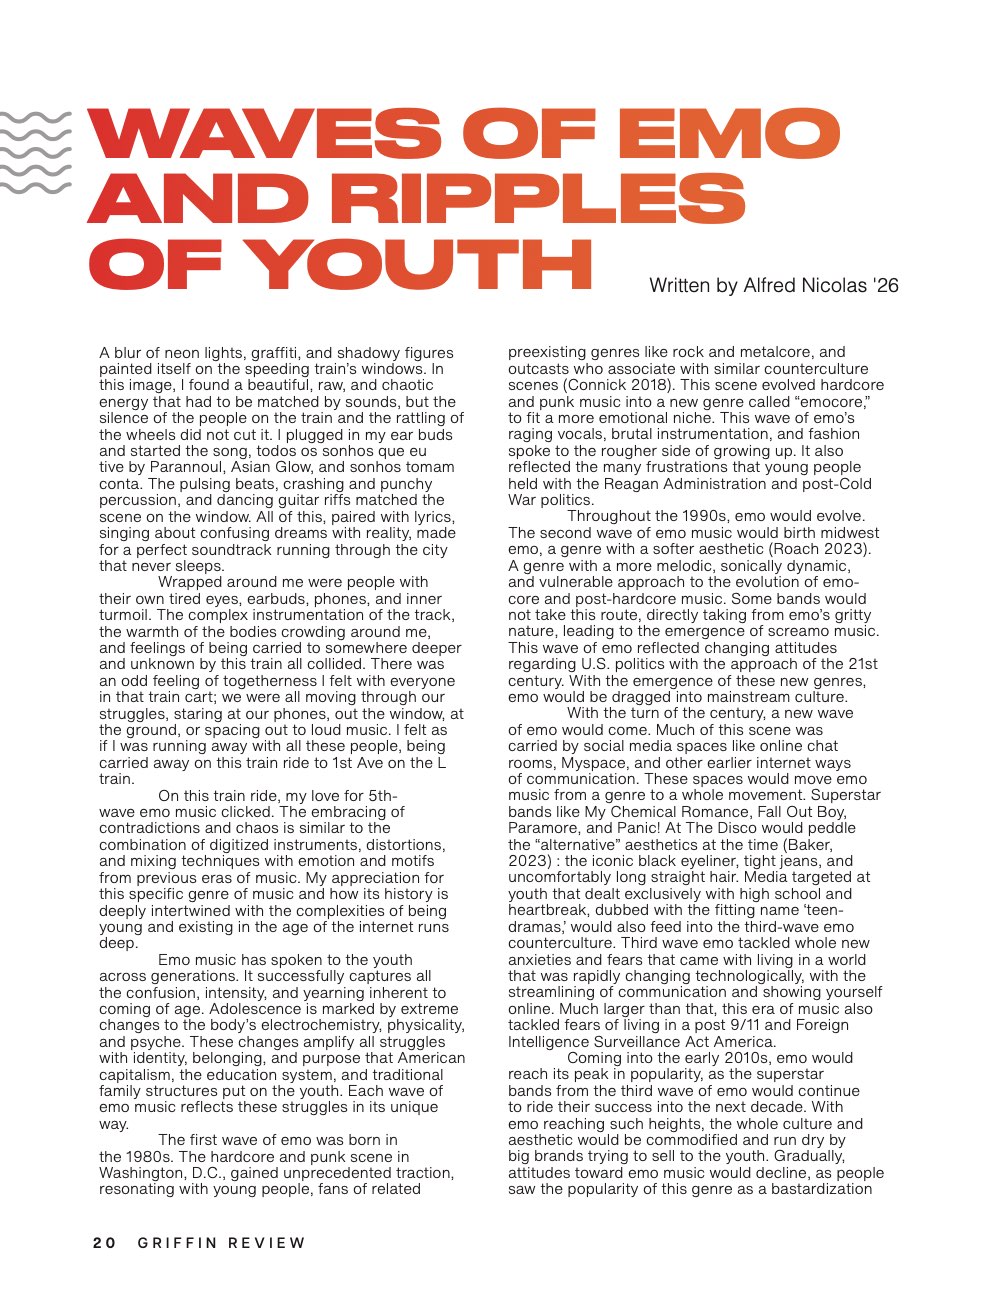 WAVES OF EMO
AND RIPPLES
OF YOUTH
Written by Alfred Nicolas '26
A blur of neon lights, graffiti, and shadowy figures
painted itself on the speeding train's windows. In
this image, I found a beautiful, raw, and chaotic
energy that had to be matched by sounds, but the
silence of the people on the train and the rattling of
the wheels did not cut it. I plugged in my ear buds
and started the song, todos os sonhos que eu
tive by Parannoul, Asian Glow, and sonhos tomam
conta. The pulsing beats, crashing and punchy
percussion, and dancing guitar riffs matched the
scene on the window. All of this, paired with lyrics,
singing about confusing dreams with reality, made
for a perfect soundtrack running through the city
that never sleeps.
Wrapped around me were people with
their own tired eyes, earbuds, phones, and inner
turmoil. The complex instrumentation of the track,
the warmth of the bodies crowding around me,
and feelings of being carried to somewhere deeper
and unknown by this train all collided. There was
an odd feeling of togetherness I felt with everyone
in that train cart; we were all moving through our
struggles, staring at our phones, out the window, at
the ground, or spacing out to loud music. I felt as
if I was running away with all these people, being
carried away on this train ride to 1st Ave on the L
train.
On this train ride, my love for 5th-
wave emo music clicked. The embracing of
contradictions and chaos is similar to the
combination of digitized instruments, distortions,
and mixing techniques with emotion and motifs
from previous eras of music. My appreciation for
this specific genre of music and how its history is
deeply intertwined with the complexities of being
young and existing in the age of the internet runs
deep.
Emo music has spoken to the youth
across generations. It successfully captures all
the confusion, intensity, and yearning inherent to
coming of age. Adolescence is marked by extreme
changes to the body's electrochemistry, physicality,
and psyche. These changes amplify all struggles
with identity, belonging, and purpose that American
capitalism, the education system, and traditional
family structures put on the youth. Each wave of
emo music reflects these struggles in its unique
way.
The first wave of emo was born in
the 1980s. The hardcore and punk scene in
Washington, D.C., gained unprecedented traction,
resonating with young people, fans of related
preexisting genres like rock and metalcore, and
outcasts who associate with similar counterculture
scenes (Connick 2018). This scene evolved hardcore
and punk music into a new genre called “emocore,”
to fit a more emotional niche. This wave of emo's
raging vocals, brutal instrumentation, and fashion
spoke to the rougher side of growing up. It also
reflected the many frustrations that young people
held with the Reagan Administration and post-Cold
War politics.
Throughout the 1990s, emo would evolve.
The second wave of emo music would birth midwest
emo, a genre with a softer aesthetic (Roach 2023).
A genre with a more melodic, sonically dynamic,
and vulnerable approach to the evolution of emo-
core and post-hardcore music. Some bands would
not take this route, directly taking from emo's gritty
nature, leading to the emergence of screamo music.
This wave of emo reflected changing attitudes
regarding U.S. politics with the approach of the 21st
century. With the emergence of these new genres,
emo would be dragged into mainstream culture.
With the turn of the century, a new wave
of emo would come. Much of this scene was
carried by social media spaces like online chat
rooms, Myspace, and other earlier internet ways
of communication. These spaces would move emo
music from a genre to a whole movement. Superstar
bands like My Chemical Romance, Fall Out Boy,
Paramore, and Panic! At The Disco would peddle
the “alternative” aesthetics at the time (Baker,
2023) : the iconic black eyeliner, tight jeans, and
uncomfortably long straight hair. Media targeted at
youth that dealt exclusively with high school and
heartbreak, dubbed with the fitting name ‘teen-
dramas,’ would also feed into the third-wave emo
counterculture. Third wave emo tackled whole new
anxieties and fears that came with living in a world
that was rapidly changing technologically, with the
streamlining of communication and showing yourself
online. Much larger than that, this era of music also
tackled fears of living in a post 9/11 and Foreign
Intelligence Surveillance Act America.
Coming into the early 2010s, emo would
reach its peak in popularity, as the superstar
bands from the third wave of emo would continue
to ride their success into the next decade. With
emo reaching such heights, the whole culture and
aesthetic would be commodified and run dry by
big brands trying to sell to the youth. Gradually,
attitudes toward emo music would decline, as people
saw the popularity of this genre as a bastardization
20 GRIFFIN REVIEW